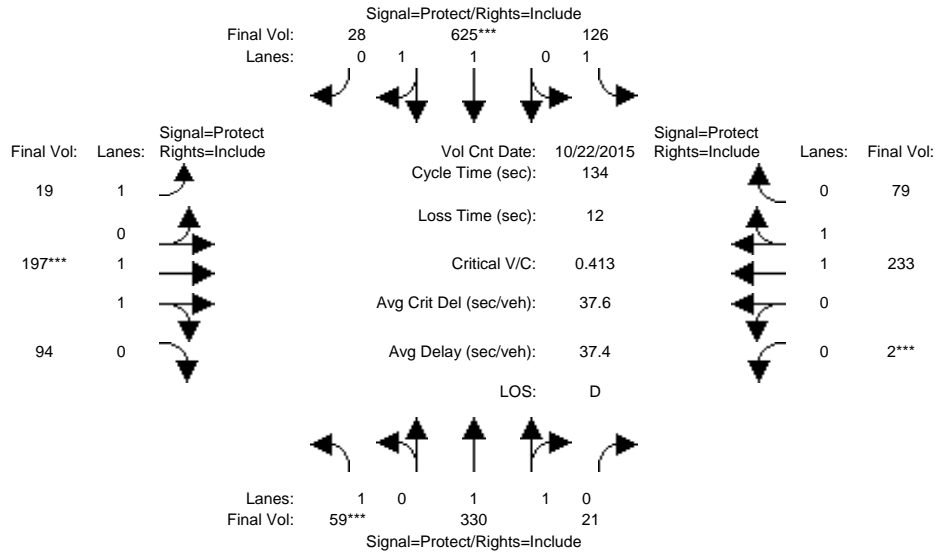 Signal=Protect/Rights=Include
Final Vol: 28 625*** 126
Lanes: 0 1 1 0 1
Signal=Protect Signal=Protect
Final Vol: Lanes: Rights=Include Vol Cnt Date: 10/22/2015 Rights=Include Lanes: Final Vol:
Cycle Time (sec): 134
19 1 0 79
Loss Time (sec): 12
0 1
197*** 1 Critical V/C: 0.413 1 233
1 Avg Crit Del (sec/veh): 37.6 0
94 0 Avg Delay (sec/veh): 37.4 0 2***
LOS: D
Lanes: 1 0 1 1 0
Final Vol: 59*** 330 21
Signal=Protect/Rights=Include